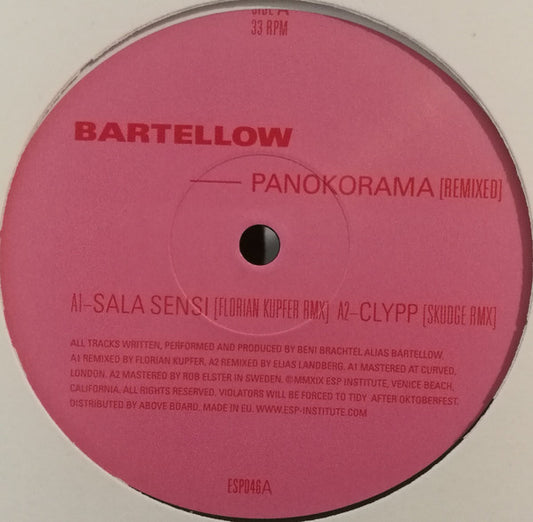 SIDE A
33 RPM
BARTELLOW
— PANOKORAMA [REMIXED]
A1–SALA SENSI [FLORIAN KUPFER RMX] A2–CLYPP [SKUDGE RMX]
ALL TRACKS WRITTEN, PERFORMED AND PRODUCED BY BENI BRACHTEL ALIAS BARTELLOW.
A1 REMIXED BY FLORIAN KUPFER, A2 REMIXED BY ELIAS LANDBERG. A1 MASTERED AT CURVED,
LONDON. A2 MASTERED BY ROB ELSTER IN SWEDEN. ©MMXIX ESP INSTITUTE, VENICE BEACH,
CALIFORNIA. ALL RIGHTS RESERVED. VIOLATORS WILL BE FORCED TO TIDY AFTER OKTOBERFEST.
DISTRIBUTED BY ABOVE BOARD. MADE IN EU. WWW.ESP-INSTITUTE.COM
ESP046A